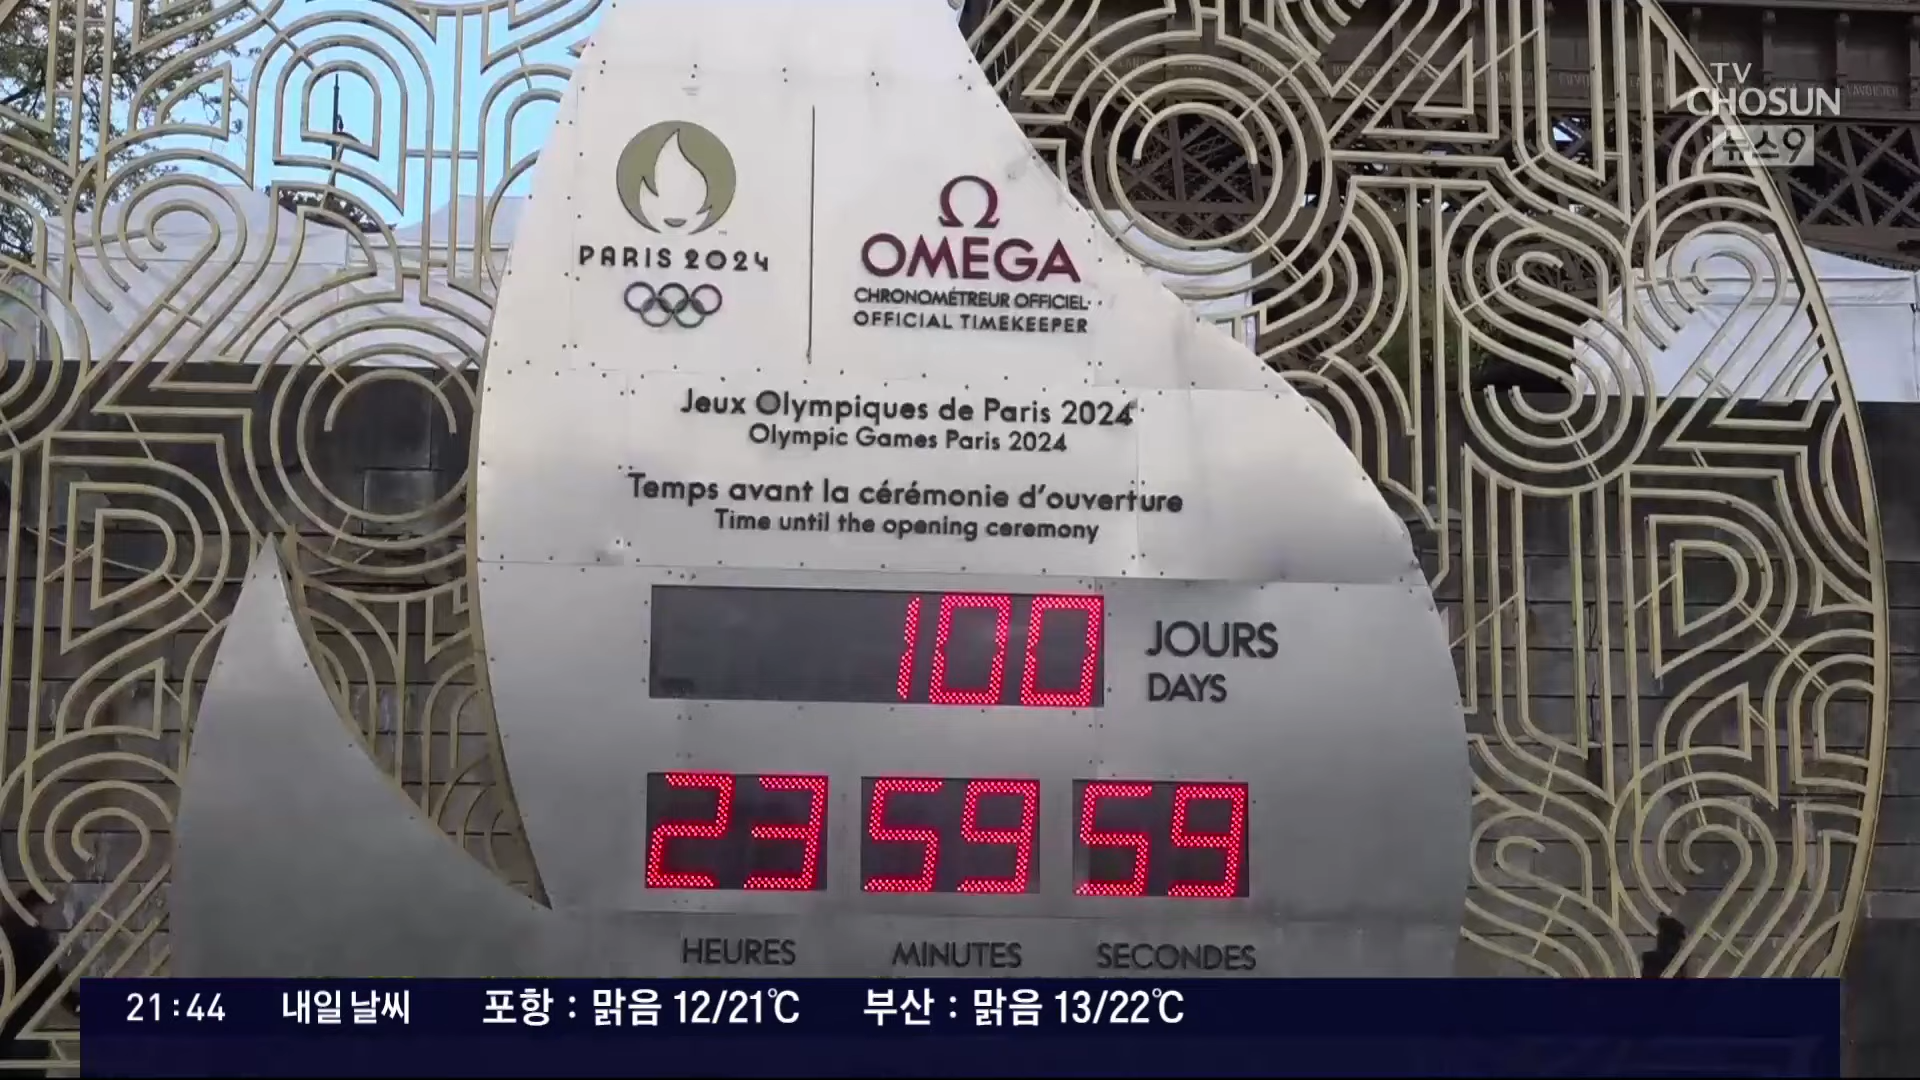 TV
CHOSUN
뉴스9
PARIS 2024
OMEGA
CHRONOMÉTREUR OFFICIEL
OFFICIAL TIMEKEEPER
Jeux Olympiques de Paris 2024
Olympic Games Paris 2024
Temps avant la cérémonie d'ouverture
Time until the opening ceremony
100 JOURS
DAYS
23 59 59
HEURES MINUTES SECONDES
21:44 내일 날씨 포항 : 맑음 12/21℃ 부산 : 맑음 13/22℃